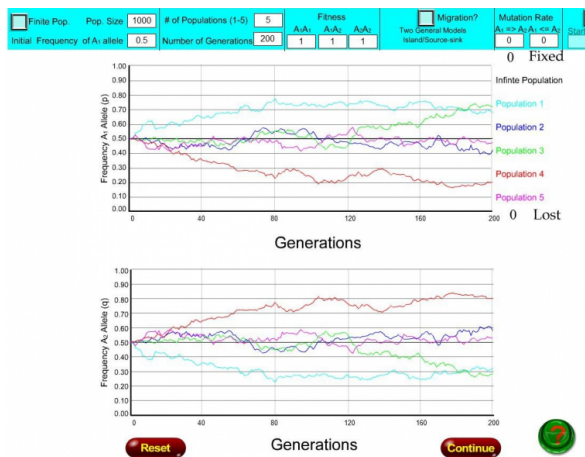 Finite Pop. Pop. Size 1000 # of Populations (1-5) 5 Fitness Migration? Mutation Rate
A₁A₁ A₁A₂ A₂A₂ Two General Models A₁ => A₂ A₁ <= A₂ Start
Initial Frequency of A₁ allele 0.5 Number of Generations 200 1 1 1 Island/Source-sink 0 0
0 Fixed
Frequency A₁ Allele (p)
1.00
0.90
0.80
0.70
0.60
0.50
0.40
0.30
0.20
0.10
0.00
0 40 80 120 160 200
Generations
Infinite Population
Population 1
Population 2
Population 3
Population 4
Population 5
0 Lost
Frequency A₂ Allele (q)
1.00
0.90
0.80
0.70
0.60
0.50
0.40
0.30
0.20
0.10
0.00
0 40 80 120 160 200
Generations
Reset
Continue
?